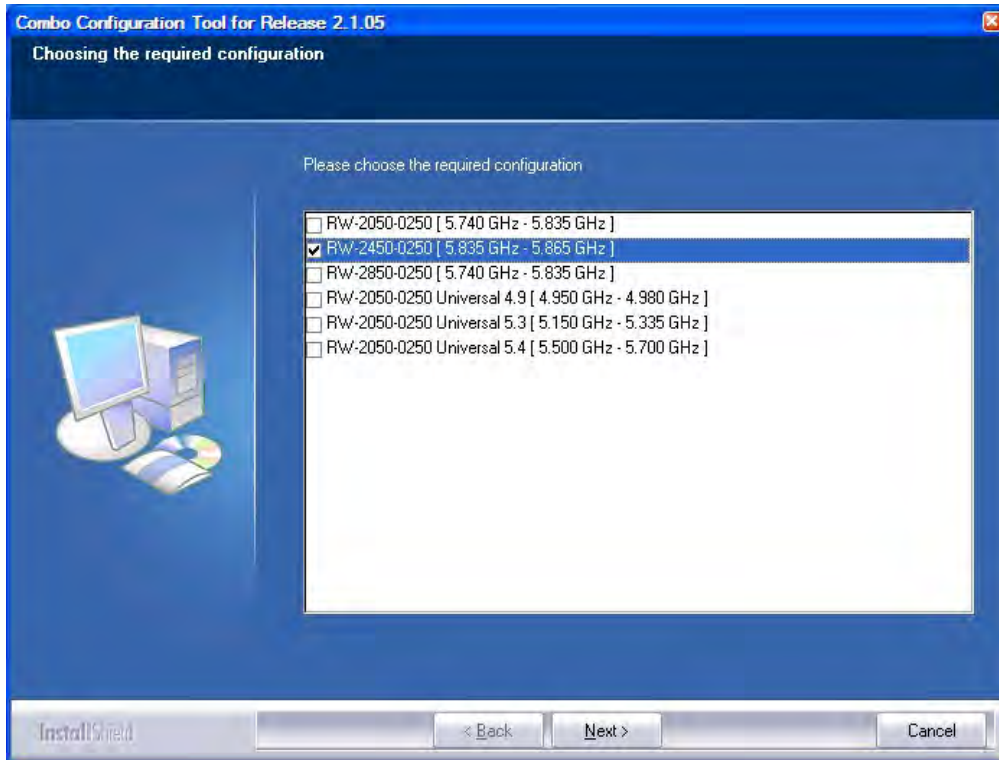 Combo Configuration Tool for Release 2.1.05
Choosing the required configuration
Please choose the required configuration
RW-2050-0250 [ 5.740 GHz - 5.835 GHz ]
RW-2450-0250 [ 5.835 GHz - 5.865 GHz ]
RW-2850-0250 [ 5.740 GHz - 5.835 GHz ]
RW-2050-0250 Universal 4.9 [ 4.950 GHz - 4.980 GHz ]
RW-2050-0250 Universal 5.3 [ 5.150 GHz - 5.335 GHz ]
RW-2050-0250 Universal 5.4 [ 5.500 GHz - 5.700 GHz ]
InstallShield
< Back
Next >
Cancel